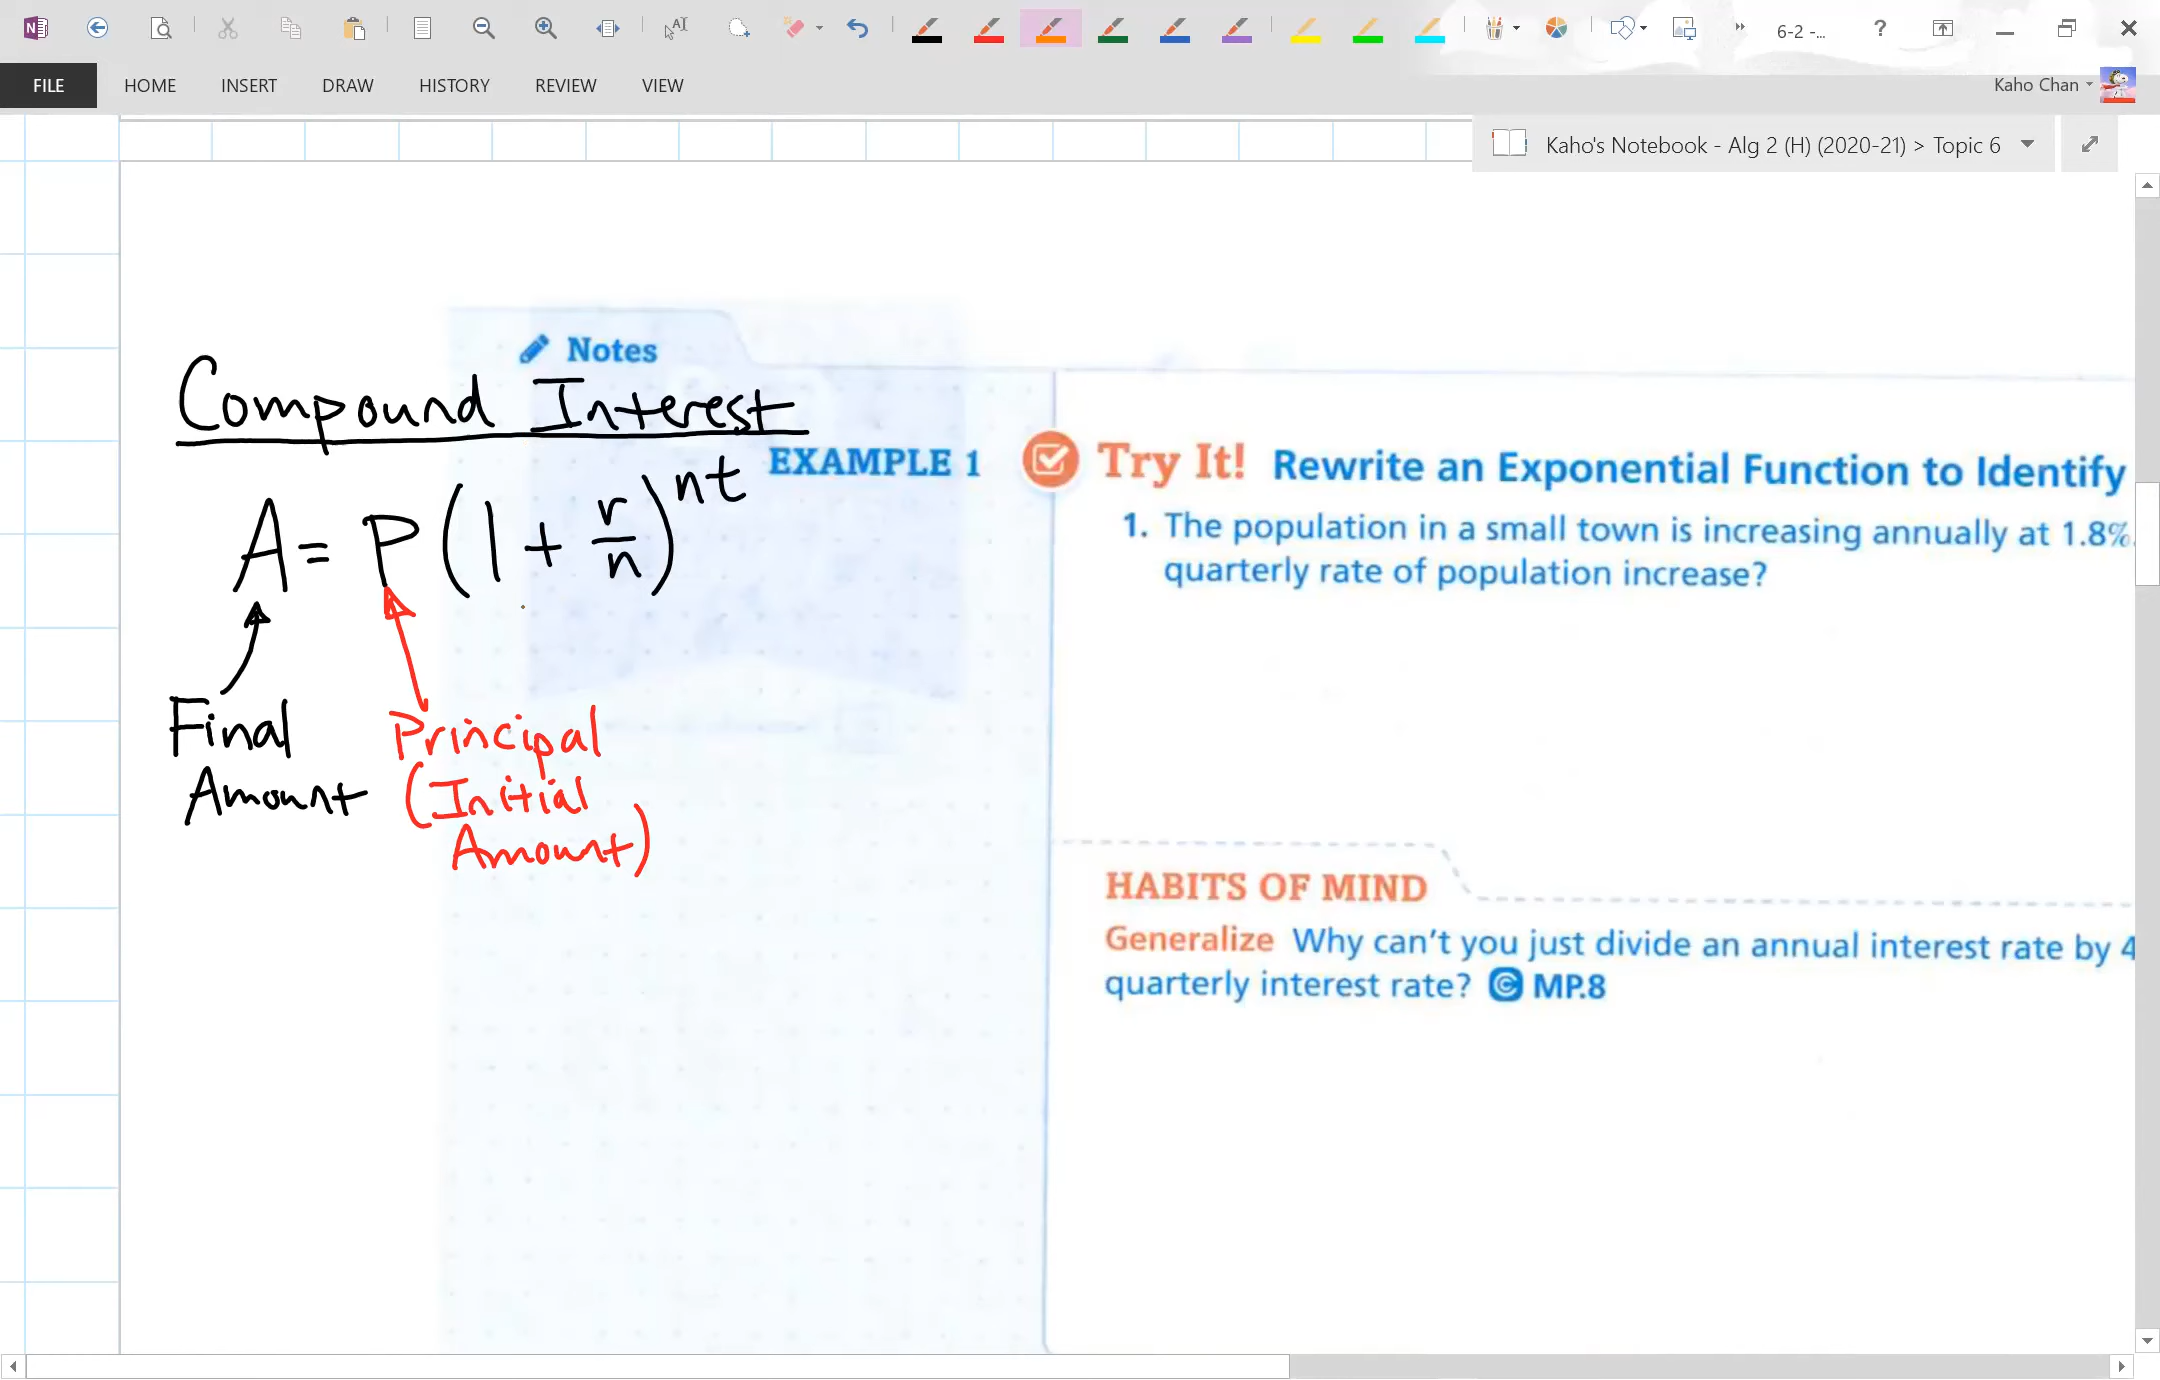 6-2 -...
FILE
HOME
INSERT
DRAW
HISTORY
REVIEW
VIEW
Kaho Chan
Kaho's Notebook - Alg 2 (H) (2020-21) > Topic 6
Notes
Compound Interest
A = P(1 + r/n)^nt
Final
Amount
Principal
(Initial
Amount)
EXAMPLE 1
Try It! Rewrite an Exponential Function to Identify
1. The population in a small town is increasing annually at 1.8%.
quarterly rate of population increase?
HABITS OF MIND
Generalize Why can't you just divide an annual interest rate by 4
quarterly interest rate? MP.8